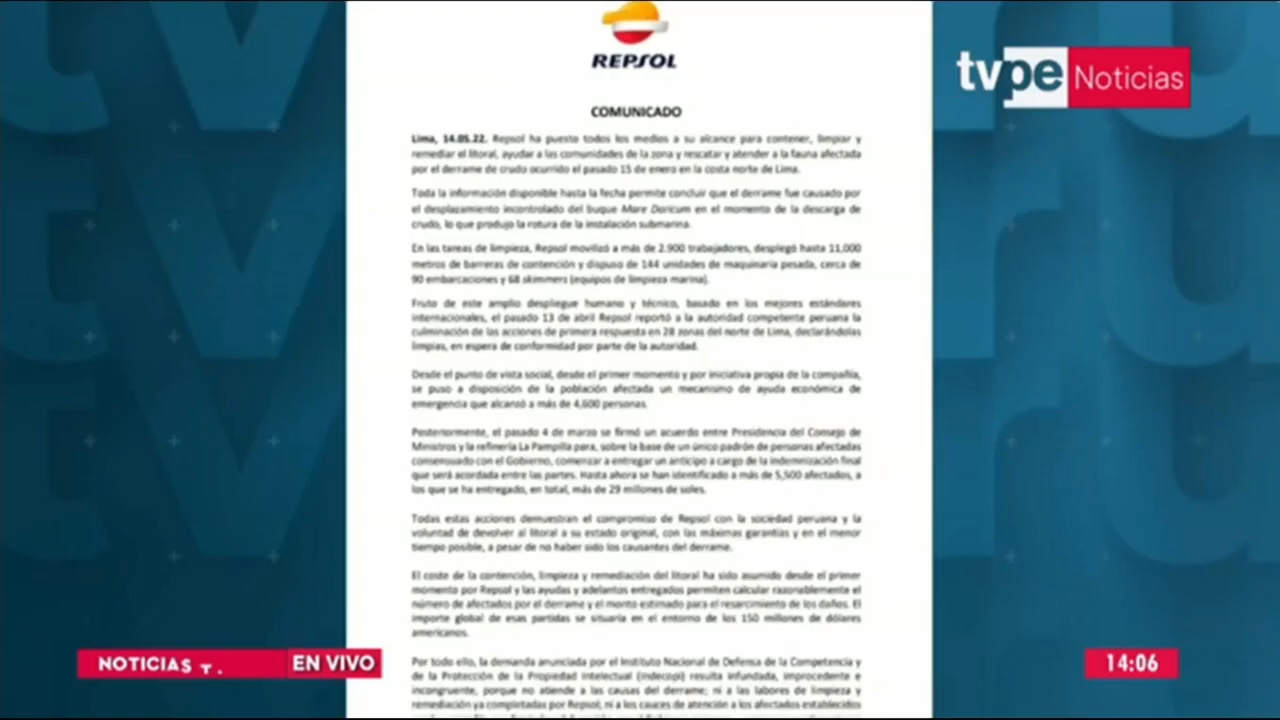 REPSOL
tvpe Noticias
COMUNICADO
Lima, 14.05.22. Repsol ha puesto todos los medios a su alcance para contener, limpiar y
remediar el litoral, ayudar a las comunidades de la zona y rescatar y atender a la fauna afectada
por el derrame de crudo ocurrido el pasado 15 de enero en la costa norte de Lima.
Toda la información disponible hasta la fecha permite concluir que el derrame fue causado por
el desplazamiento incontrolado del buque Mare Doricum en el momento de la descarga de
crudo, lo que produjo la rotura de la instalación submarina.
En las tareas de limpieza, Repsol movilizó a más de 2.900 trabajadores, desplegó hasta 11,000
metros de barreras de contención y dispuso de 144 unidades de maquinaria pesada, cerca de
90 embarcaciones y 68 skimmers (equipos de limpieza marina).
Fruto de este amplio despliegue humano y técnico, basado en los mejores estándares
internacionales, el pasado 13 de abril Repsol reportó a la autoridad competente peruana la
culminación de las acciones de primera respuesta en 28 zonas del norte de Lima, declarándolas
limpias, en espera de conformidad por parte de la autoridad.
Desde el punto de vista social, desde el primer momento y por iniciativa propia de la compañía,
se puso a disposición de la población afectada un mecanismo de ayuda económica de
emergencia que alcanzó a más de 4,600 personas.
Posteriormente, el pasado 4 de marzo se firmó un acuerdo entre Presidencia del Consejo de
Ministros y la refinería La Pampilla para, sobre la base de un único padrón de personas afectadas
consensuado con el Gobierno, comenzar a entregar un anticipo a cargo de la indemnización final
que será acordada entre las partes. Hasta ahora se han identificado a más de 5,500 afectados, a
los que se ha entregado, en total, más de 29 millones de soles.
Todas estas acciones demuestran el compromiso de Repsol con la sociedad peruana y la
voluntad de devolver al litoral a su estado original, con las máximas garantías y en el menor
tiempo posible, a pesar de no haber sido los causantes del derrame.
El coste de la contención, limpieza y remediación del litoral ha sido asumido desde el primer
momento por Repsol y las ayudas y adelantos entregados permiten calcular razonablemente el
número de afectados por el derrame y el monto estimado para el resarcimiento de los daños. El
importe global de esas partidas se situaría en el entorno de los 150 millones de dólares
americanos.
Por todo ello, la demanda anunciada por el Instituto Nacional de Defensa de la Competencia y
de la Protección de la Propiedad Intelectual (Indecopi) resulta infundada, improcedente e
incongruente, porque no atiende a las causas del derrame; ni a las labores de limpieza y
remediación ya completadas por Repsol; ni a los cauces de atención a los afectados establecidos
NOTICIAS T. EN VIVO
14:06